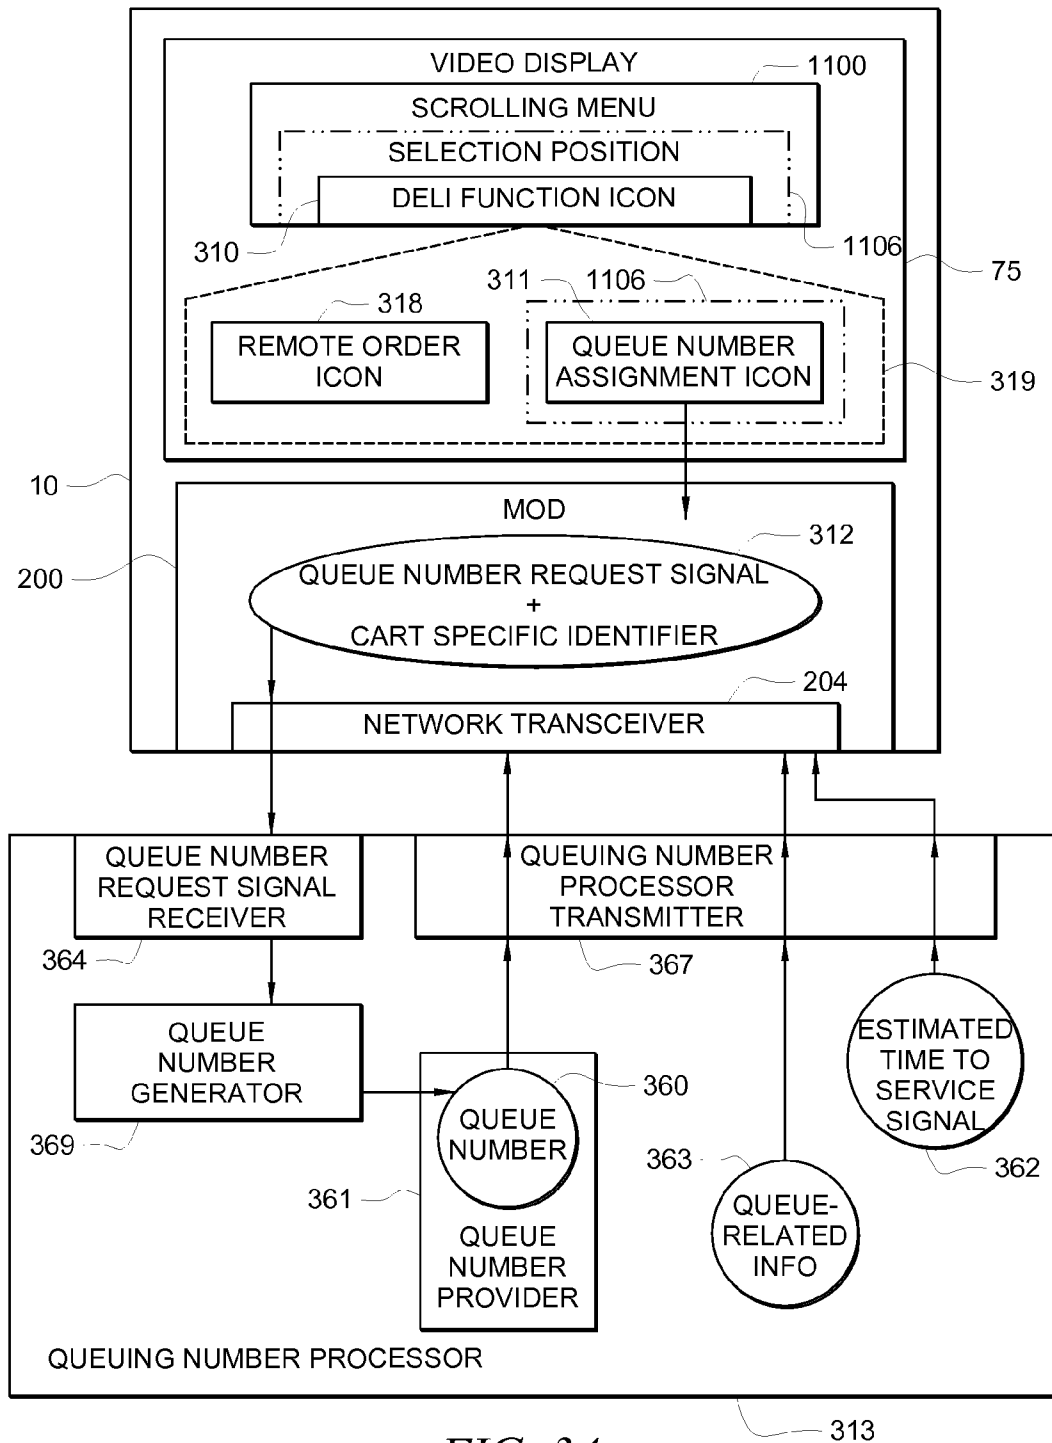 VIDEO DISPLAY
1100
SCROLLING MENU
SELECTION POSITION
DELI FUNCTION ICON
310
1106
75
311
1106
318
REMOTE ORDER
ICON
QUEUE NUMBER
ASSIGNMENT ICON
319
10
MOD
312
200
QUEUE NUMBER REQUEST SIGNAL
+
CART SPECIFIC IDENTIFIER
204
NETWORK TRANSCEIVER
QUEUE NUMBER
REQUEST SIGNAL
RECEIVER
QUEUING NUMBER
PROCESSOR
TRANSMITTER
364
367
QUEUE
NUMBER
GENERATOR
369
360
QUEUE
NUMBER
361
QUEUE
NUMBER
PROVIDER
ESTIMATED
TIME TO
SERVICE
SIGNAL
362
363
QUEUE-
RELATED
INFO
QUEUING NUMBER PROCESSOR
313
FIG. 34